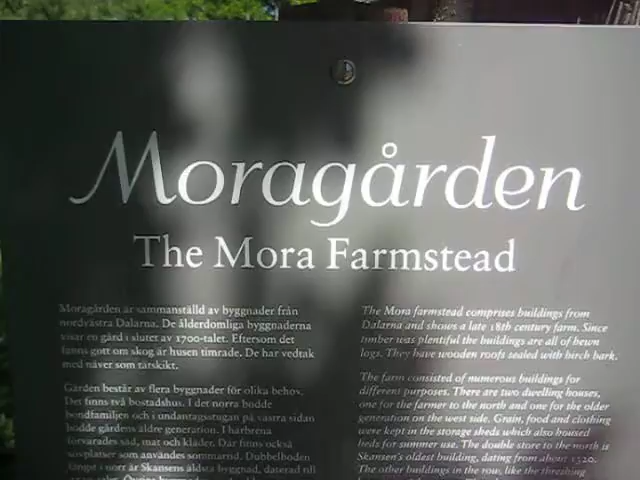 Moragården
The Mora Farmstead
Moragården är sammanställd av byggnader från
nordvästra Dalarna. De ålderdomliga byggnaderna
visar en gård i slutet av 1700-talet. Eftersom det
fanns gott om skog är husen timrade. De har vedtak
med näver som tätskikt.
Gården består av flera byggnader för olika behov.
Det finns två bostadshus. I det norra bodde
bondfamiljen och i undantagsstugan på västra sidan
bodde gårdens äldre generation. I härbrena
förvarades säd, mat och kläder. Där finns också
sovplatser som användes sommartid. Dubbelboden
längst i norr är Skansens äldsta byggnad, daterad till
The Mora farmstead comprises buildings from
Dalarna and shows a late 18th century farm. Since
timber was plentiful the buildings are all of hewn
logs. They have wooden roofs sealed with birch bark.
The farm consisted of numerous buildings for
different purposes. There are two dwelling houses,
one for the farmer to the north and one for the older
generation on the west side. Grain, food and clothing
were kept in the storage sheds which also housed
beds for summer use. The double store to the north is
Skansen's oldest building, dating from about 1320.
The other buildings in the row, like the threshing